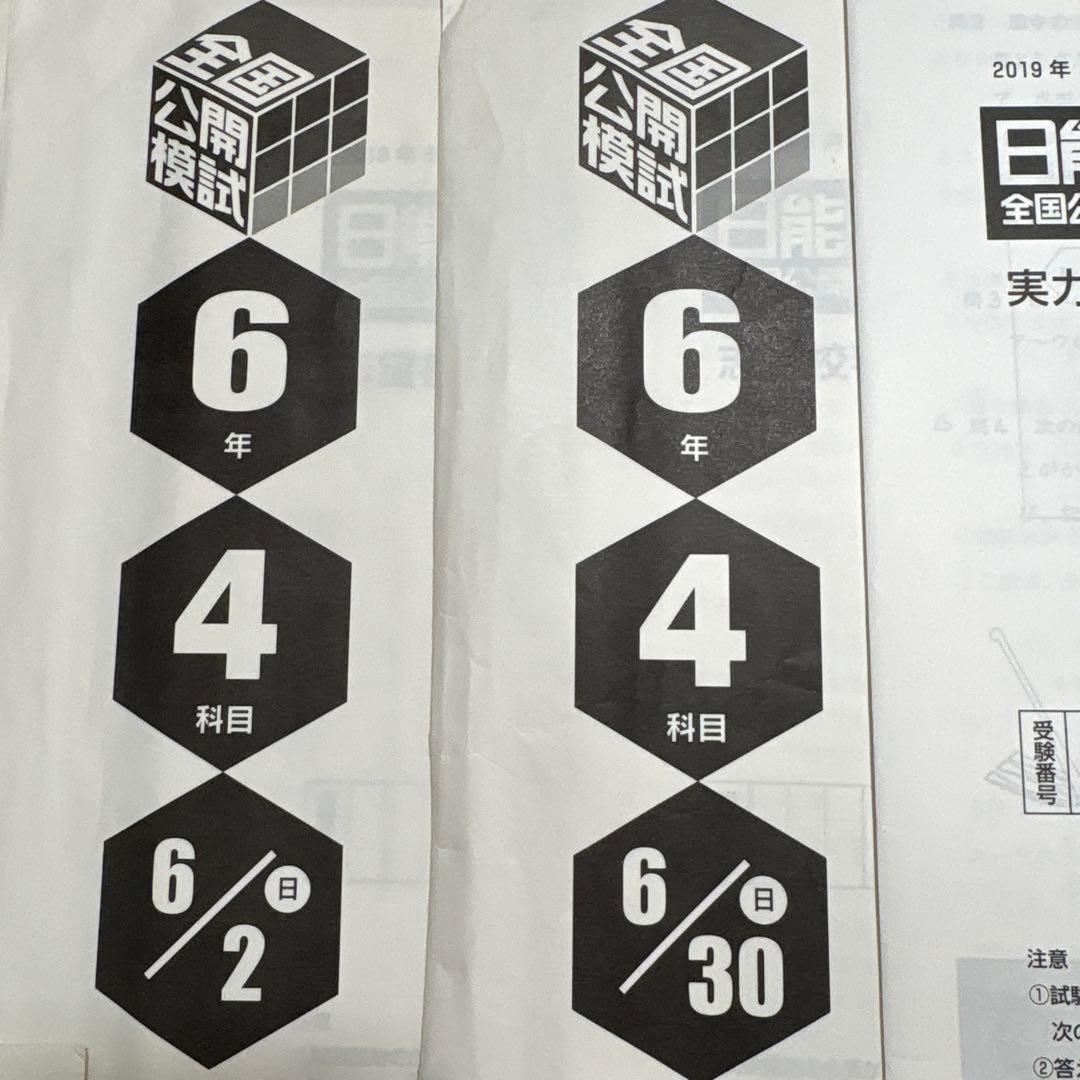 全国
公開
模試
6
年
4
科目
6/2
日
全国
公開
模試
6
年
4
科目
6/30
日
2019年
日能
全国公
実力
受験番号
注意
①試験
次の
②答え